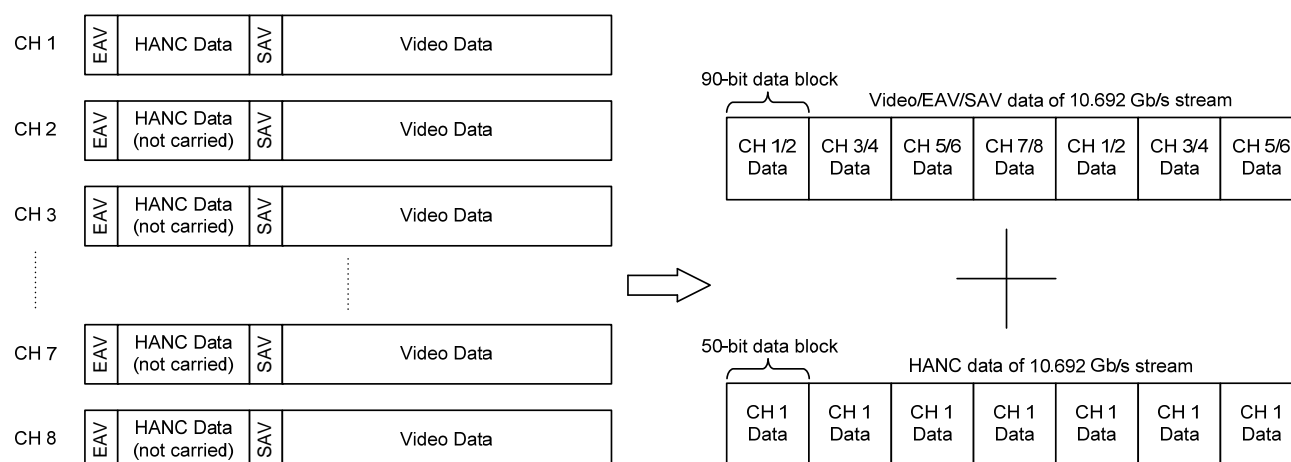 CH 1
EAV
HANC Data
SAV
Video Data
CH 2
EAV
HANC Data
(not carried)
SAV
Video Data
CH 3
EAV
HANC Data
(not carried)
SAV
Video Data
CH 7
EAV
HANC Data
(not carried)
SAV
Video Data
CH 8
EAV
HANC Data
(not carried)
SAV
Video Data
90-bit data block
Video/EAV/SAV data of 10.692 Gb/s stream
CH 1/2
Data
CH 3/4
Data
CH 5/6
Data
CH 7/8
Data
CH 1/2
Data
CH 3/4
Data
CH 5/6
Data
50-bit data block
HANC data of 10.692 Gb/s stream
CH 1
Data
CH 1
Data
CH 1
Data
CH 1
Data
CH 1
Data
CH 1
Data
CH 1
Data